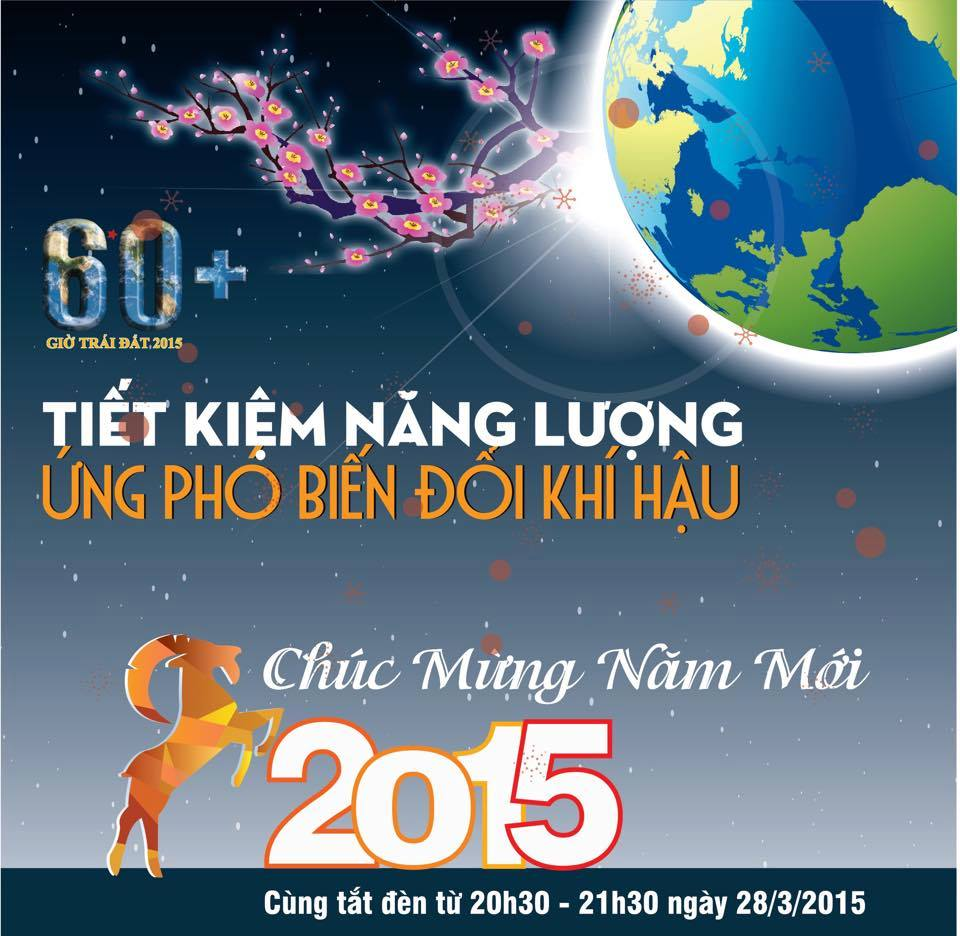 60+
GIỜ TRÁI ĐẤT 2015
TIẾT KIỆM NĂNG LƯỢNG
ỨNG PHÓ BIẾN ĐỔI KHÍ HẬU
Chúc Mừng Năm Mới
2015
Cùng tắt đèn từ 20h30 - 21h30 ngày 28/3/2015